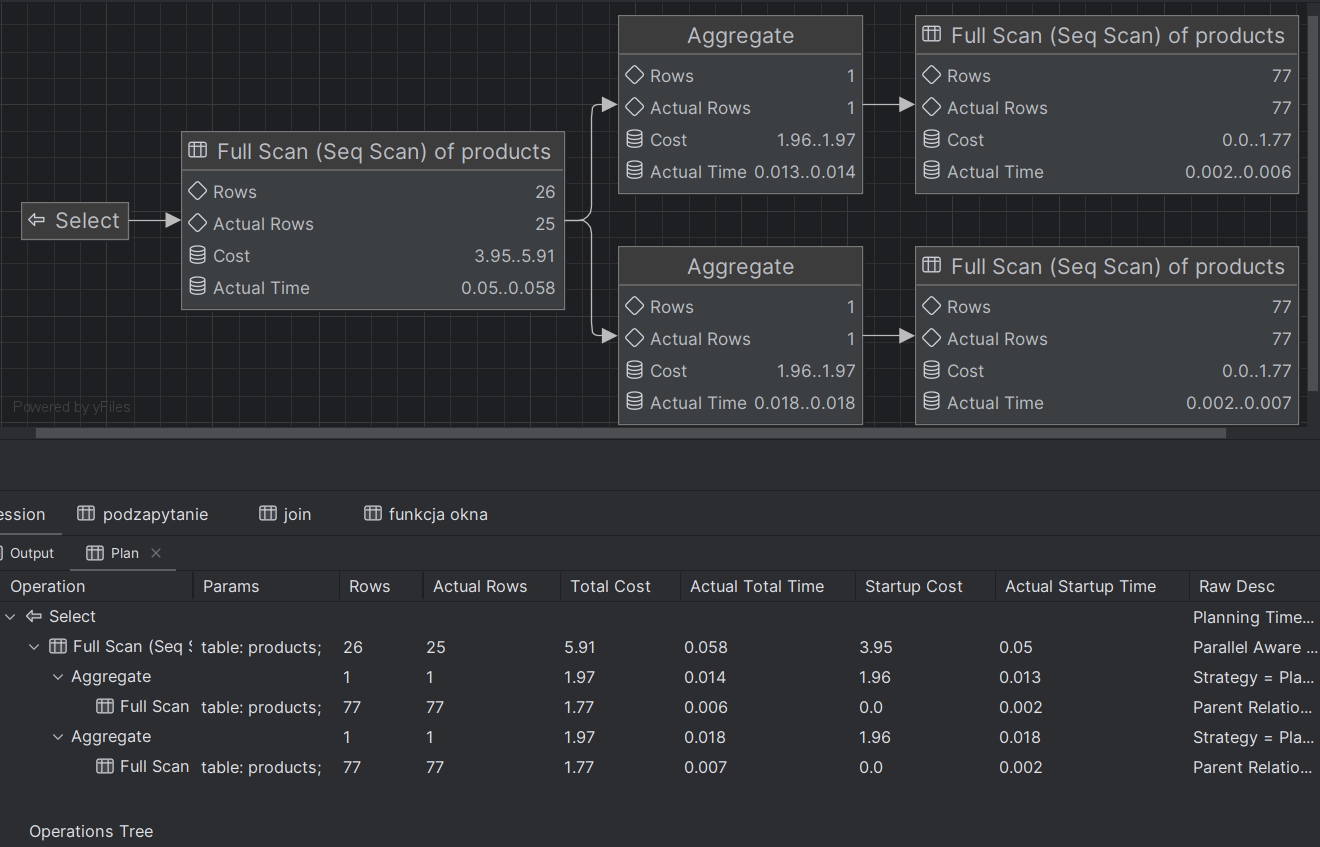 Select
Full Scan (Seq Scan) of products
Rows 26
Actual Rows 25
Cost 3.95..5.91
Actual Time 0.05..0.058
Aggregate
Rows 1
Actual Rows 1
Cost 1.96..1.97
Actual Time 0.013..0.014
Full Scan (Seq Scan) of products
Rows 77
Actual Rows 77
Cost 0.0..1.77
Actual Time 0.002..0.006
Aggregate
Rows 1
Actual Rows 1
Cost 1.96..1.97
Actual Time 0.018..0.018
Full Scan (Seq Scan) of products
Rows 77
Actual Rows 77
Cost 0.0..1.77
Actual Time 0.002..0.007
Powered by yFiles
ession podzapytanie join funkcja okna
Output Plan
Operation Params Rows Actual Rows Total Cost Actual Total Time Startup Cost Actual Startup Time Raw Desc
Select Planning Time...
Full Scan (Seq S table: products; 26 25 5.91 0.058 3.95 0.05 Parallel Aware ...
Aggregate 1 1 1.97 0.014 1.96 0.013 Strategy = Pla...
Full Scan table: products; 77 77 1.77 0.006 0.0 0.002 Parent Relatio...
Aggregate 1 1 1.97 0.018 1.96 0.018 Strategy = Pla...
Full Scan table: products; 77 77 1.77 0.007 0.0 0.002 Parent Relatio...
Operations Tree